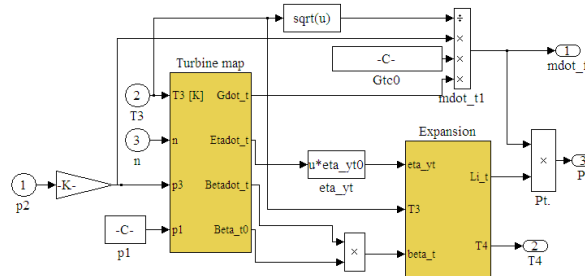 sqrt(u)
÷
×
×
×
-C-
Gtc0
mdot_t1
1
mdot_t
Turbine map
2
T3
T3 [K]
Gdot_t
3
n
n
Etadot_t
u*eta_yt0
eta_yt
Expansion
eta_yt
Li_t
×
Pt.
3
P
1
p2
-K-
p3
Betadot_t
T3
-C-
p1
p1
Beta_t0
×
beta_t
T4
2
T4